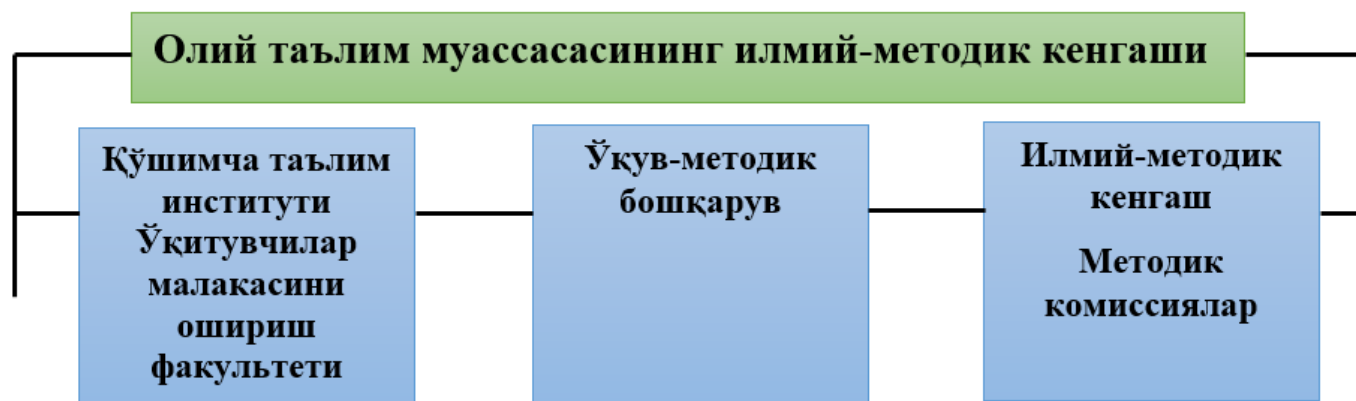 Олий таълим муассасасининг илмий-методик кенгаши
Қўшимча таълим
институти
Ўқитувчилар
малакасини
ошириш
факультети
Ўқув-методик
бошқарув
Илмий-методик
кенгаш
Методик
комиссиялар